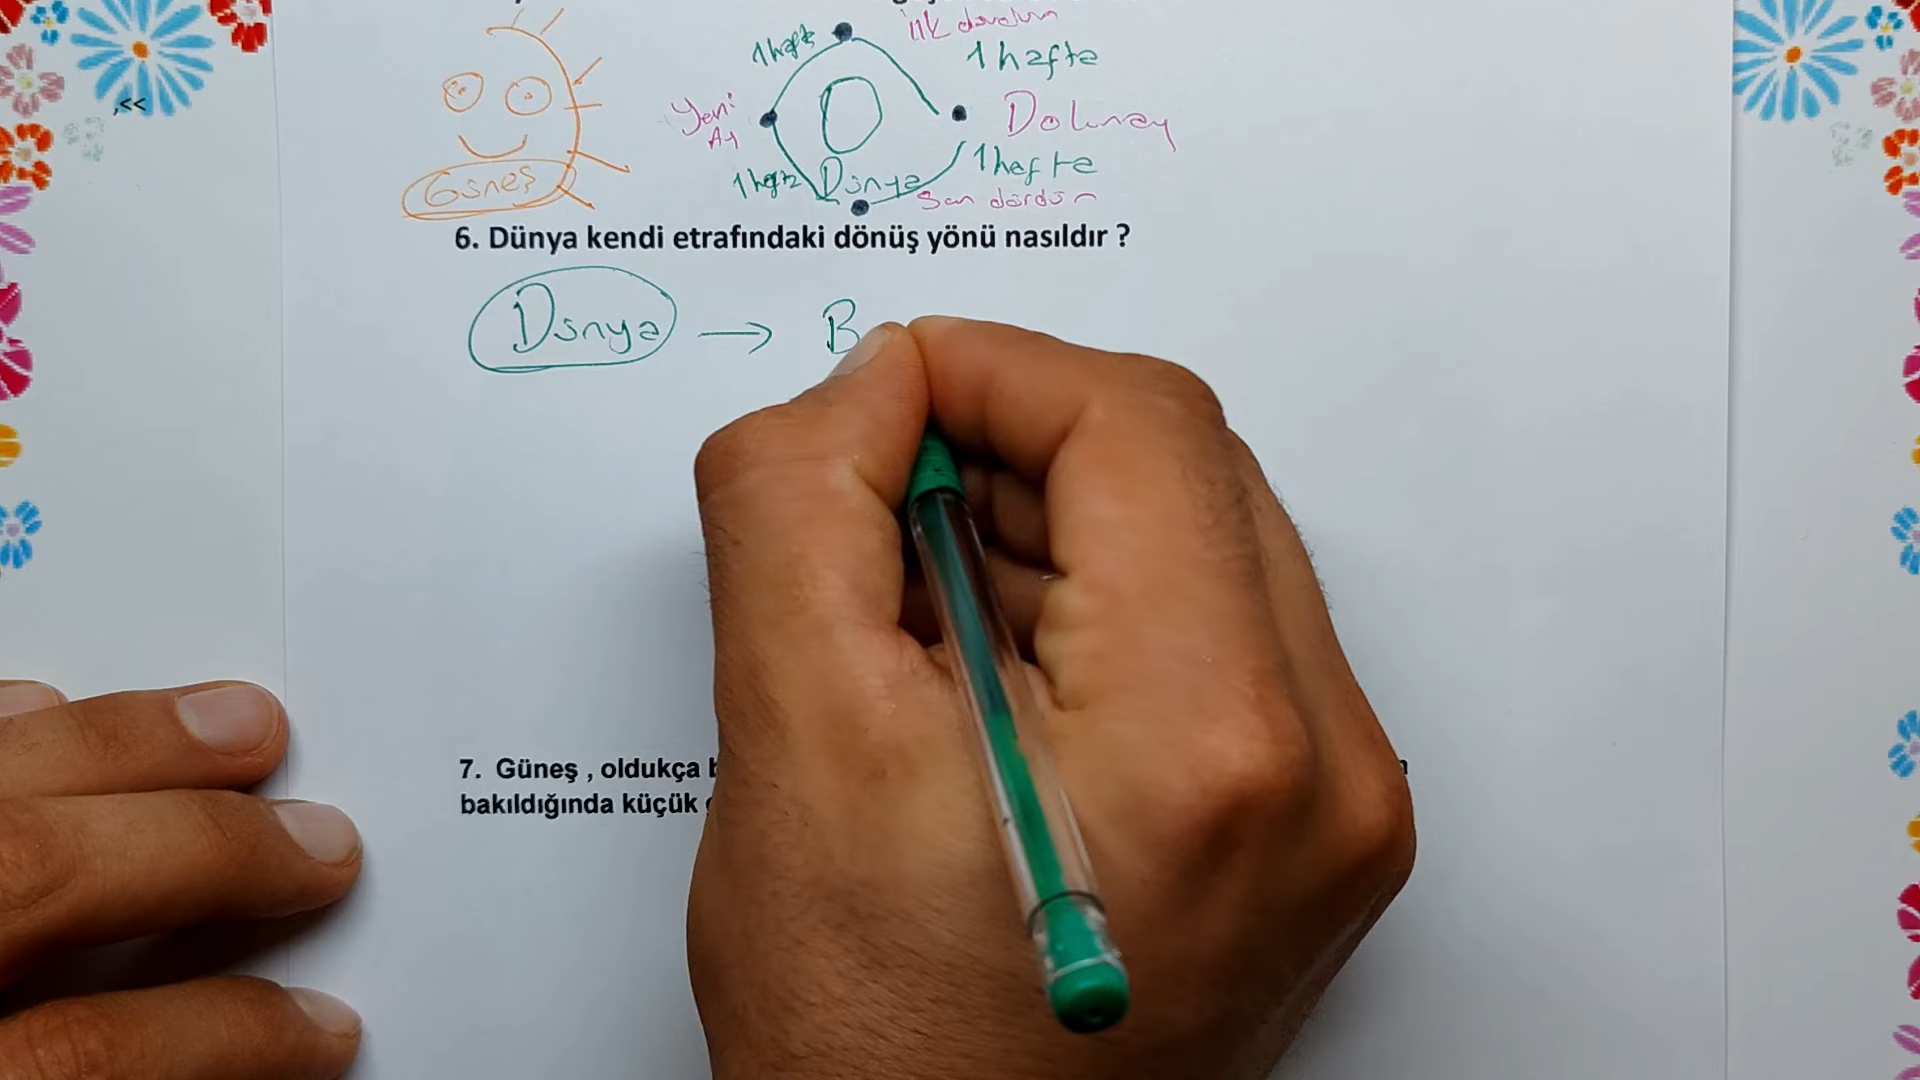 ilk dördün
1 hafta
1 hafta
Yeni
Ay
Dolunay
1 hafta
1 hafta
Dünya
Son dördün
Güneş
<<
6. Dünya kendi etrafındaki dönüş yönü nasıldır ?
Dünya → B
7. Güneş , oldukça
bakıldığında küçük